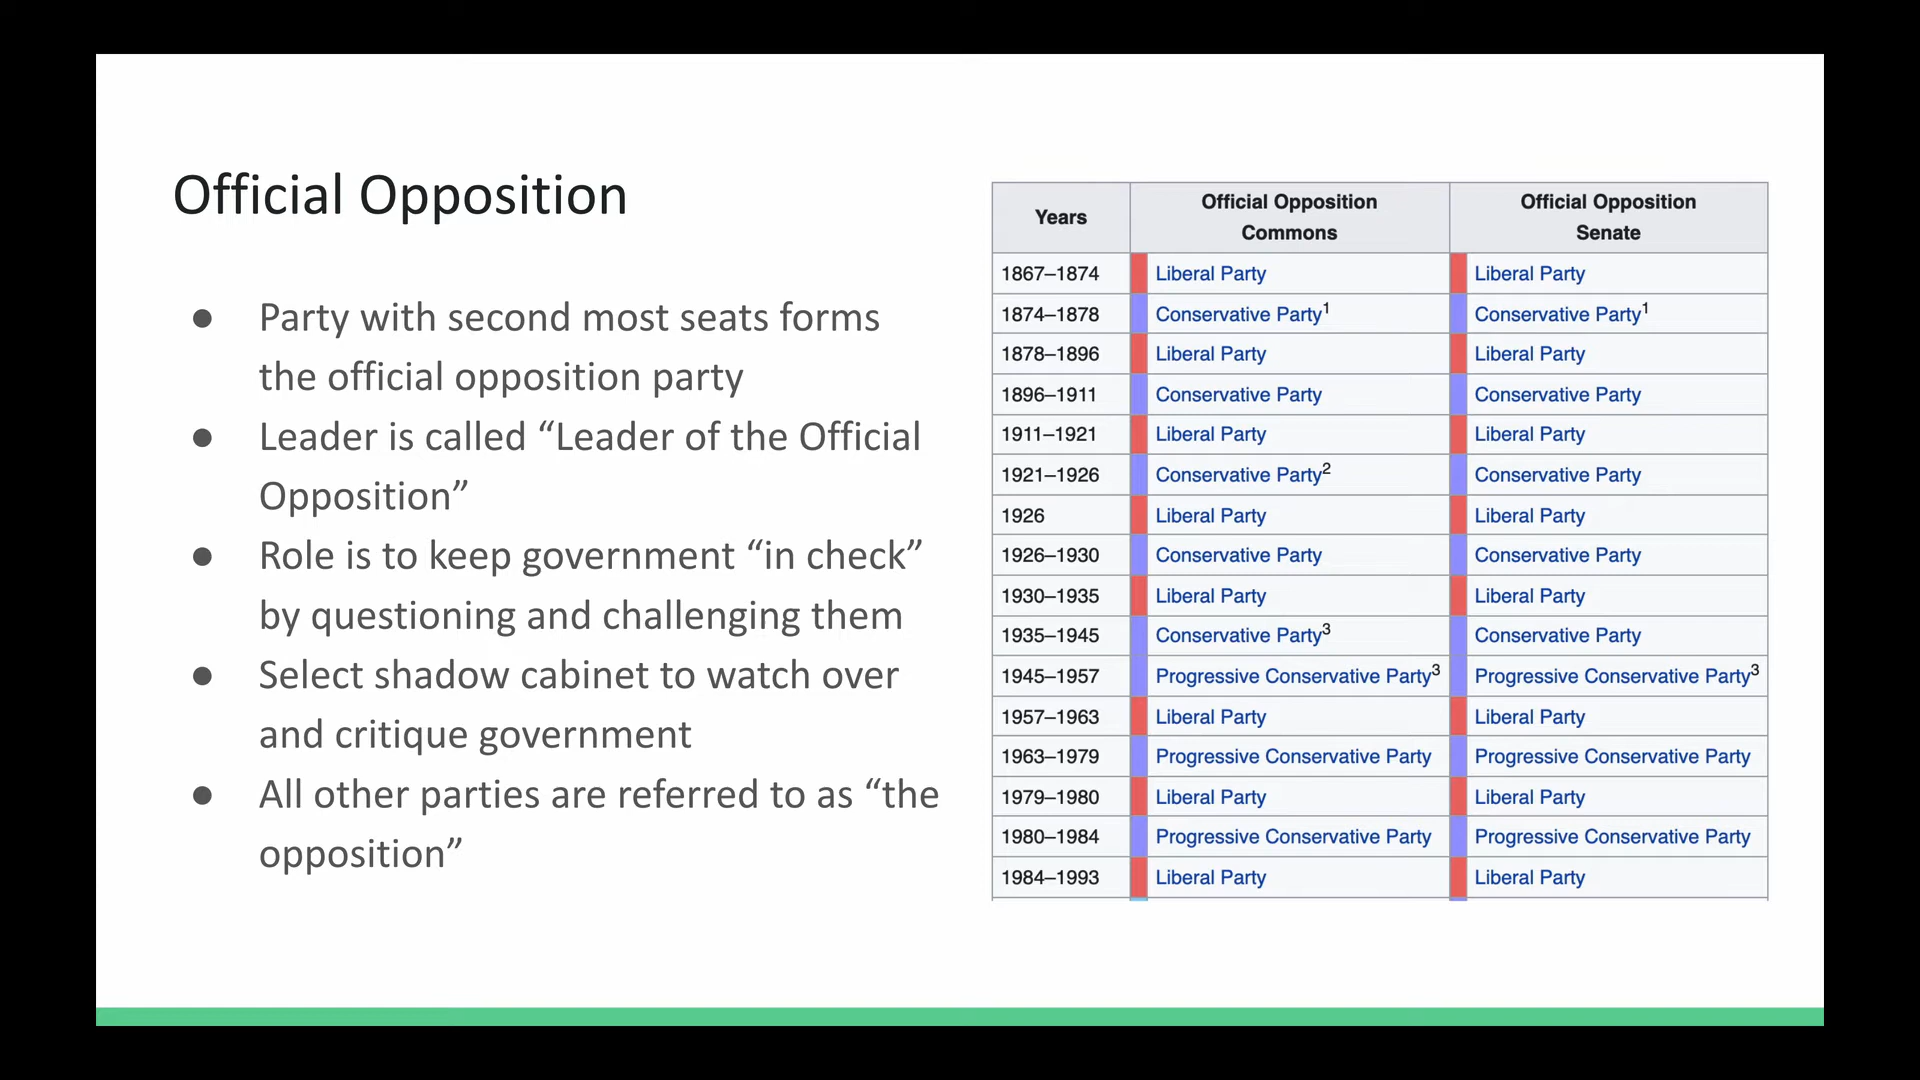 Official Opposition
● Party with second most seats forms
the official opposition party
● Leader is called “Leader of the Official
Opposition”
● Role is to keep government “in check”
by questioning and challenging them
● Select shadow cabinet to watch over
and critique government
● All other parties are referred to as “the
opposition”
Years Official Opposition Commons Official Opposition Senate
1867–1874 Liberal Party Liberal Party
1874–1878 Conservative Party1 Conservative Party1
1878–1896 Liberal Party Liberal Party
1896–1911 Conservative Party Conservative Party
1911–1921 Liberal Party Liberal Party
1921–1926 Conservative Party2 Conservative Party
1926 Liberal Party Liberal Party
1926–1930 Conservative Party Conservative Party
1930–1935 Liberal Party Liberal Party
1935–1945 Conservative Party3 Conservative Party
1945–1957 Progressive Conservative Party3 Progressive Conservative Party3
1957–1963 Liberal Party Liberal Party
1963–1979 Progressive Conservative Party Progressive Conservative Party
1979–1980 Liberal Party Liberal Party
1980–1984 Progressive Conservative Party Progressive Conservative Party
1984–1993 Liberal Party Liberal Party